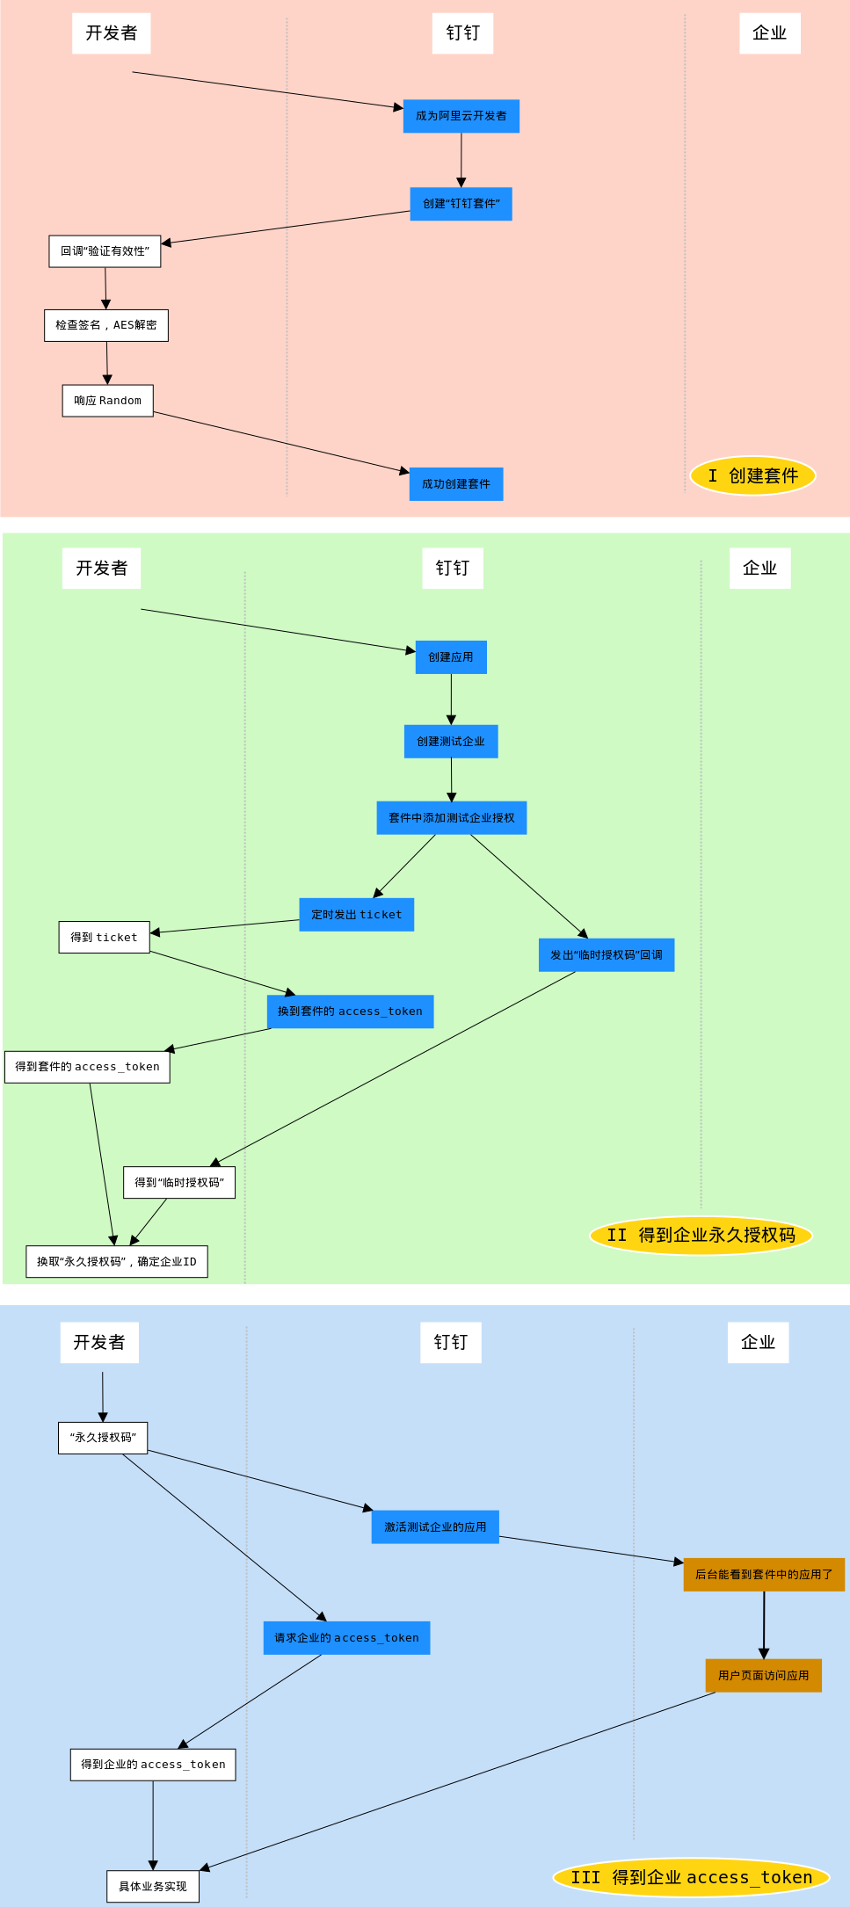 开发者
钉钉
企业
成为阿里云开发者
创建“钉钉套件”
回调“验证有效性”
检查签名，AES解密
响应 Random
成功创建套件
I 创建套件
开发者
钉钉
企业
创建应用
创建测试企业
套件中添加测试企业授权
定时发出 ticket
得到 ticket
发出“临时授权码”回调
换到套件的 access_token
得到套件的 access_token
得到“临时授权码”
II 得到企业永久授权码
换取“永久授权码”，确定企业ID
开发者
钉钉
企业
“永久授权码”
激活测试企业的应用
后台能看到套件中的应用了
请求企业的 access_token
用户页面访问应用
得到企业的 access_token
III 得到企业 access_token
具体业务实现